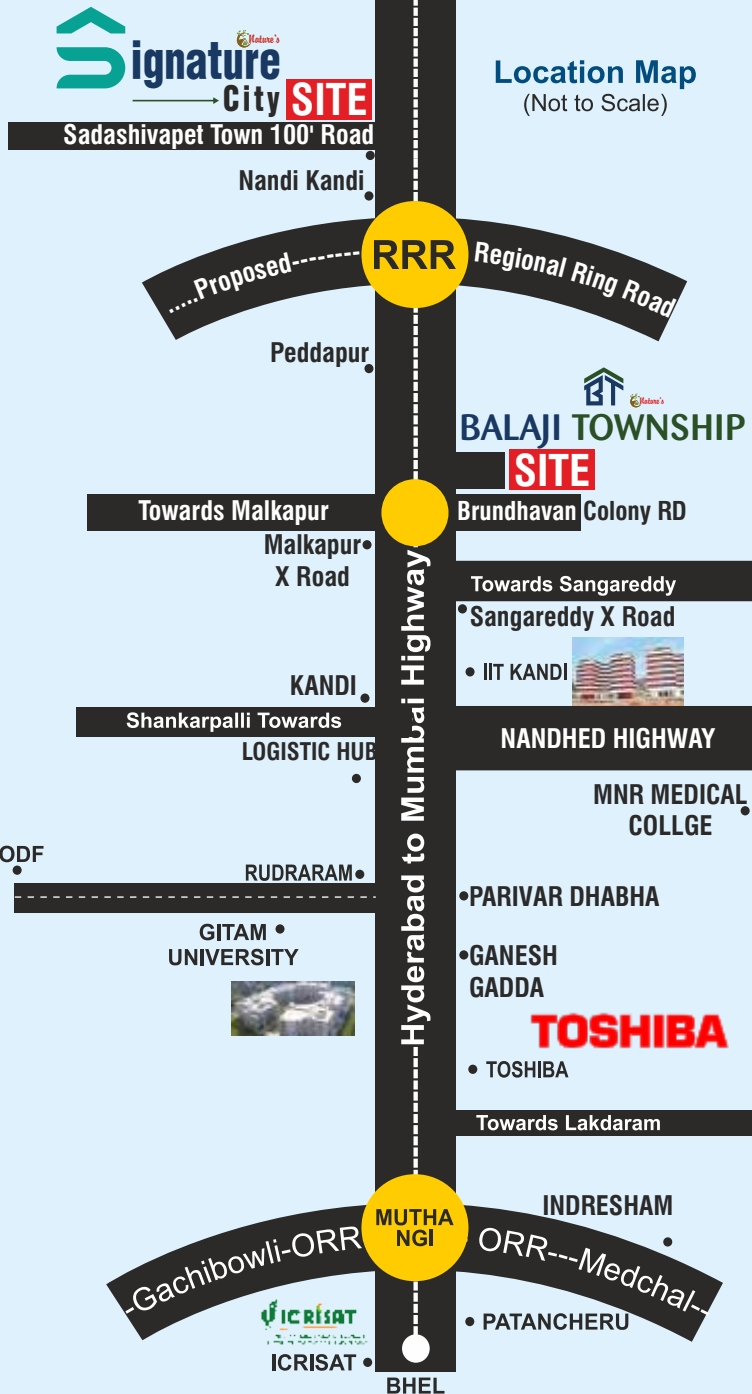 Nature's
Signature
City SITE
Location Map
(Not to Scale)
Sadashivapet Town 100' Road
Nandi Kandi
RRR
.....Proposed--------
Regional Ring Road
Peddapur
BT
Nature's
BALAJI TOWNSHIP
SITE
Towards Malkapur
Brundhavan Colony RD
Malkapur
X Road
Towards Sangareddy
Sangareddy X Road
IIT KANDI
KANDI
Shankarpalli Towards
NANDHED HIGHWAY
LOGISTIC HUB
MNR MEDICAL
COLLGE
Hyderabad to Mumbai Highway
ODF
RUDRARAM
PARIVAR DHABHA
GITAM
UNIVERSITY
GANESH
GADDA
TOSHIBA
TOSHIBA
Towards Lakdaram
MUTHA
NGI
INDRESHAM
-Gachibowli-ORR
ORR---Medchal--
ICRISAT
PATANCHERU
ICRISAT
BHEL